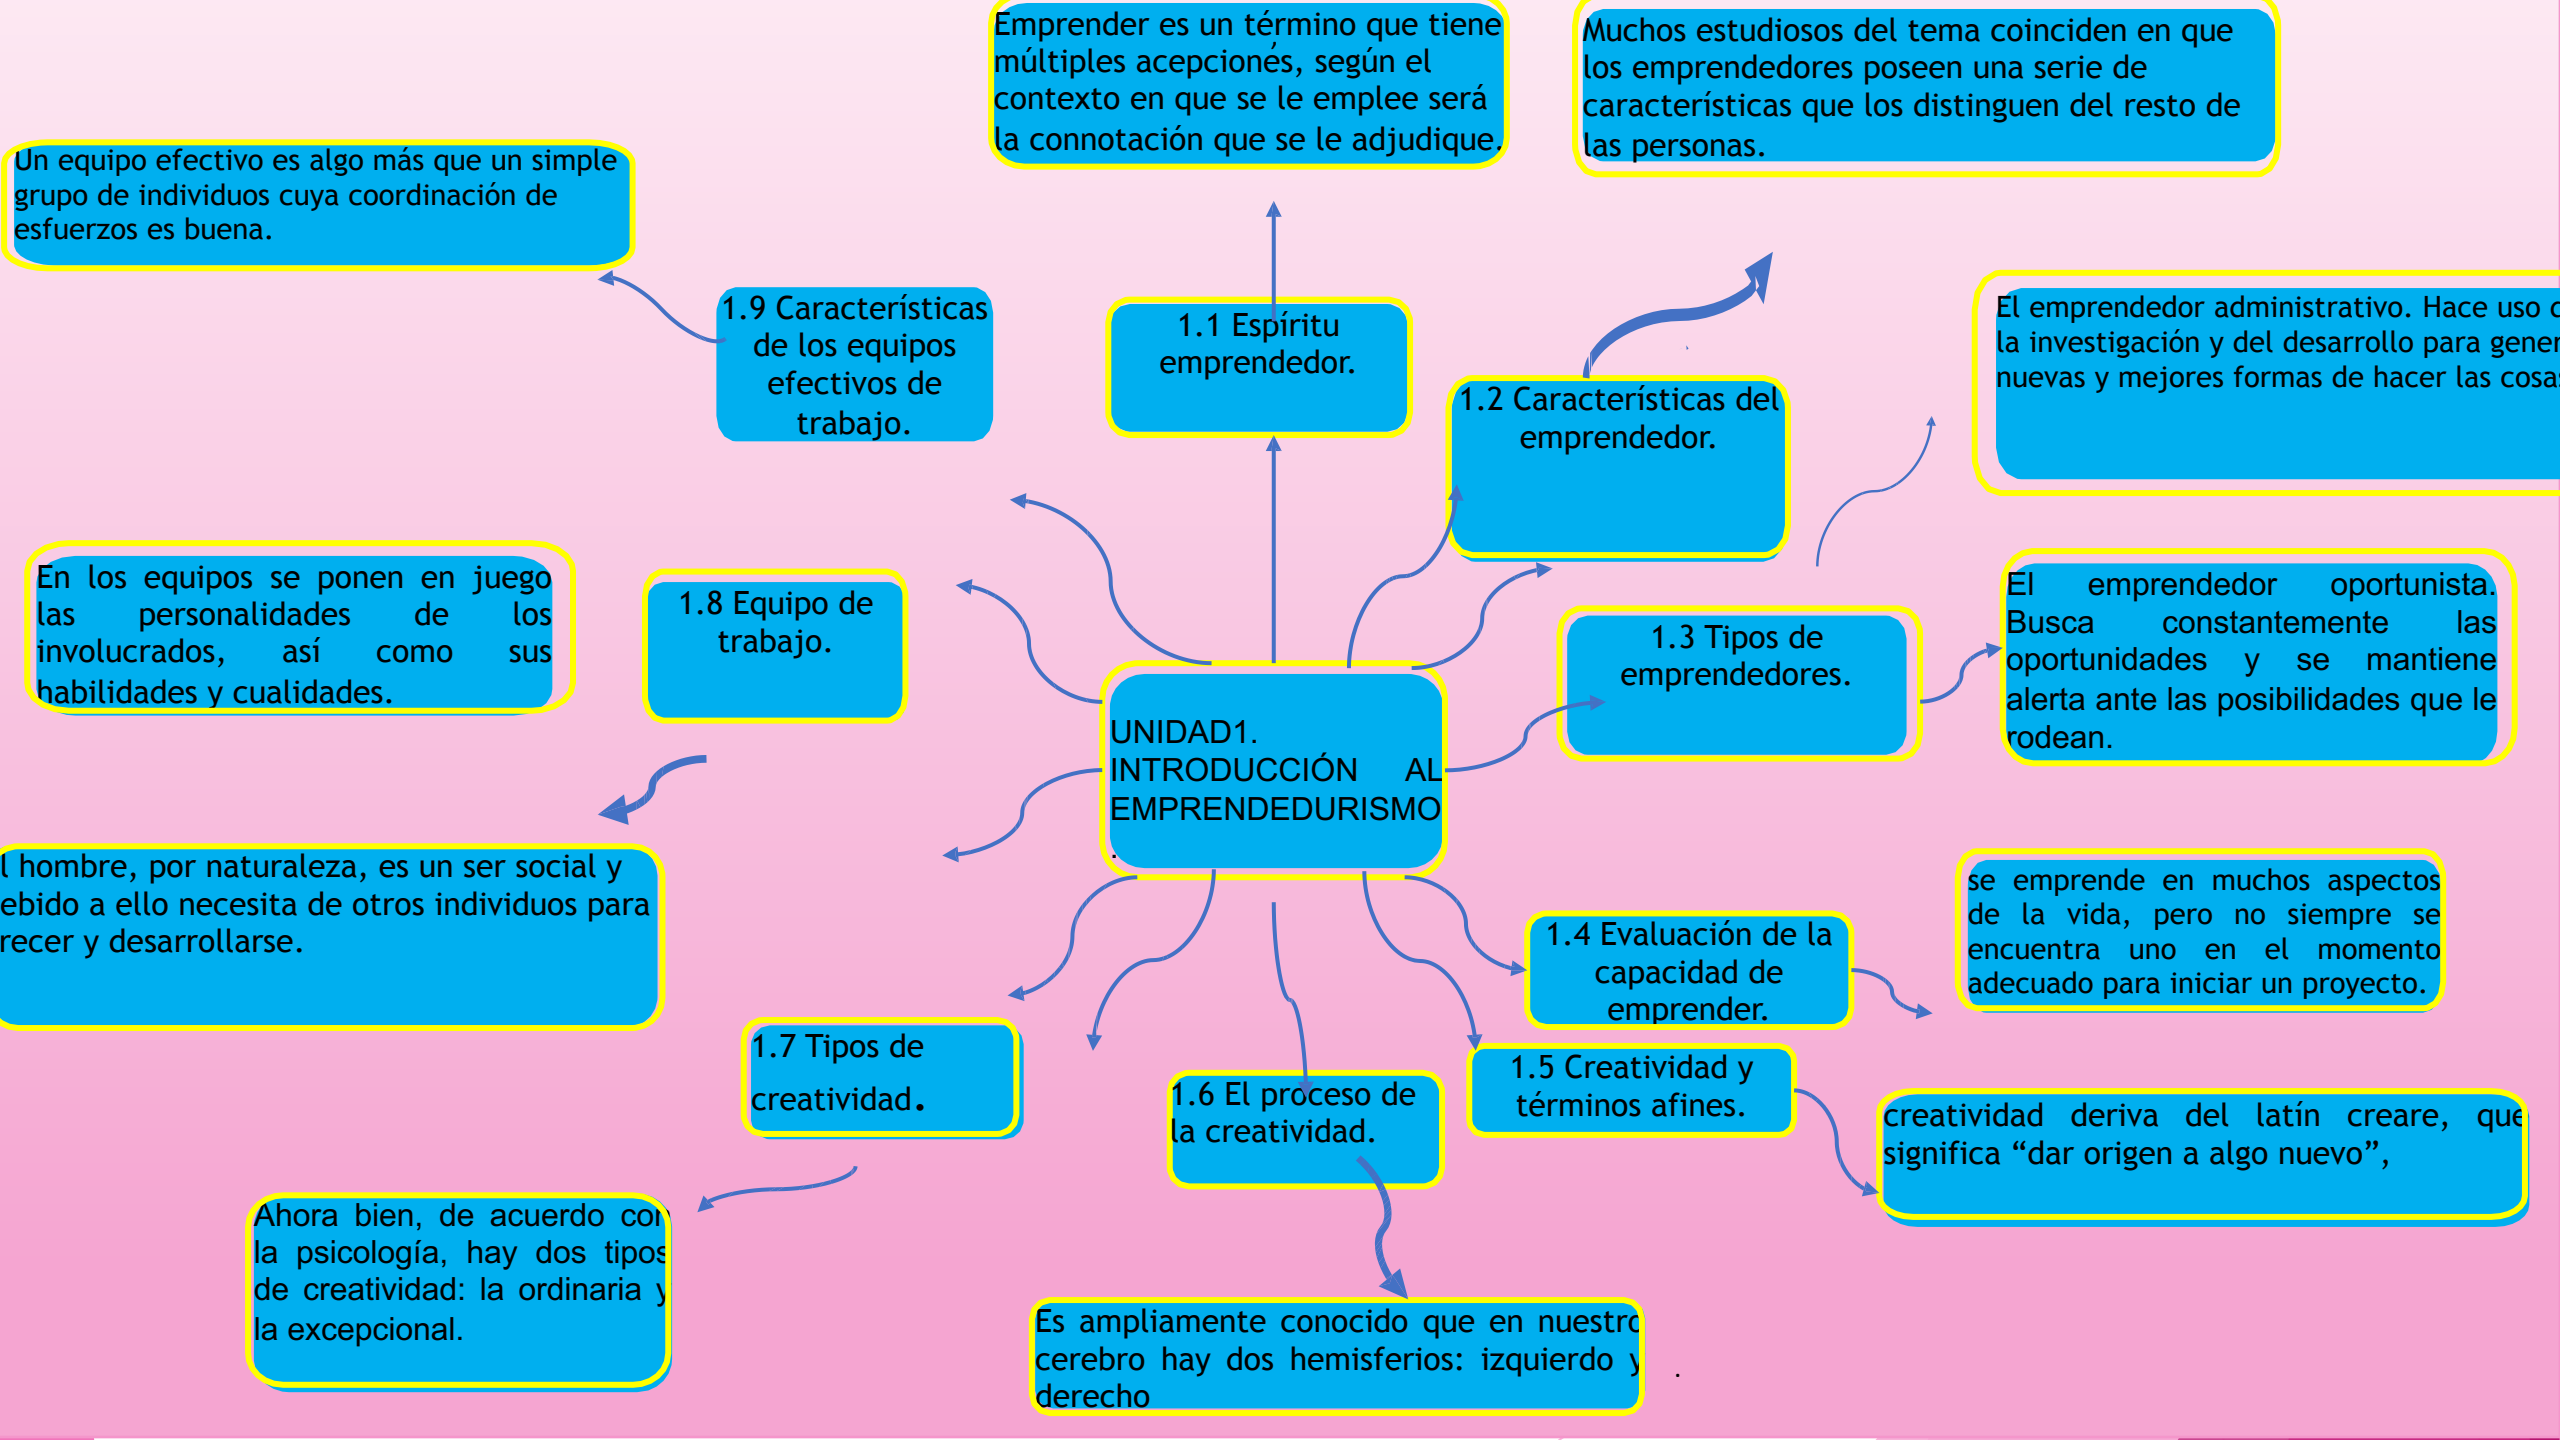 Emprender es un término que tiene
múltiples acepciones, según el
contexto en que se le emplee será
la connotación que se le adjudique.
Muchos estudiosos del tema coinciden en que
los emprendedores poseen una serie de
características que los distinguen del resto de
las personas.
Un equipo efectivo es algo más que un simple
grupo de individuos cuya coordinación de
esfuerzos es buena.
1.9 Características
de los equipos
efectivos de
trabajo.
1.1 Espíritu
emprendedor.
1.2 Características del
emprendedor.
El emprendedor administrativo. Hace uso
la investigación y del desarrollo para
nuevas y mejores formas de hacer las
En los equipos se ponen en juego
las personalidades de los
involucrados, así como sus
habilidades y cualidades.
1.8 Equipo de
trabajo.
1.3 Tipos de
emprendedores.
El emprendedor oportunista.
Busca constantemente las
oportunidades y se mantiene
alerta ante las posibilidades que le
rodean.
UNIDAD1.
INTRODUCCIÓN AL
EMPRENDEDURISMO
.
hombre, por naturaleza, es un ser social y
a ello necesita de otros individuos para
y desarrollarse.
1.4 Evaluación de la
capacidad de
emprender.
se emprende en muchos aspectos
de la vida, pero no siempre se
encuentra uno en el momento
adecuado para iniciar un proyecto.
1.7 Tipos de
creatividad.
1.6 El proceso de
la creatividad.
1.5 Creatividad y
términos afines.
creatividad deriva del latín creare, que
significa “dar origen a algo nuevo”,
Ahora bien, de acuerdo con
la psicología, hay dos tipos
de creatividad: la ordinaria y
la excepcional.
Es ampliamente conocido que en nuestro
cerebro hay dos hemisferios: izquierdo y
derecho
.